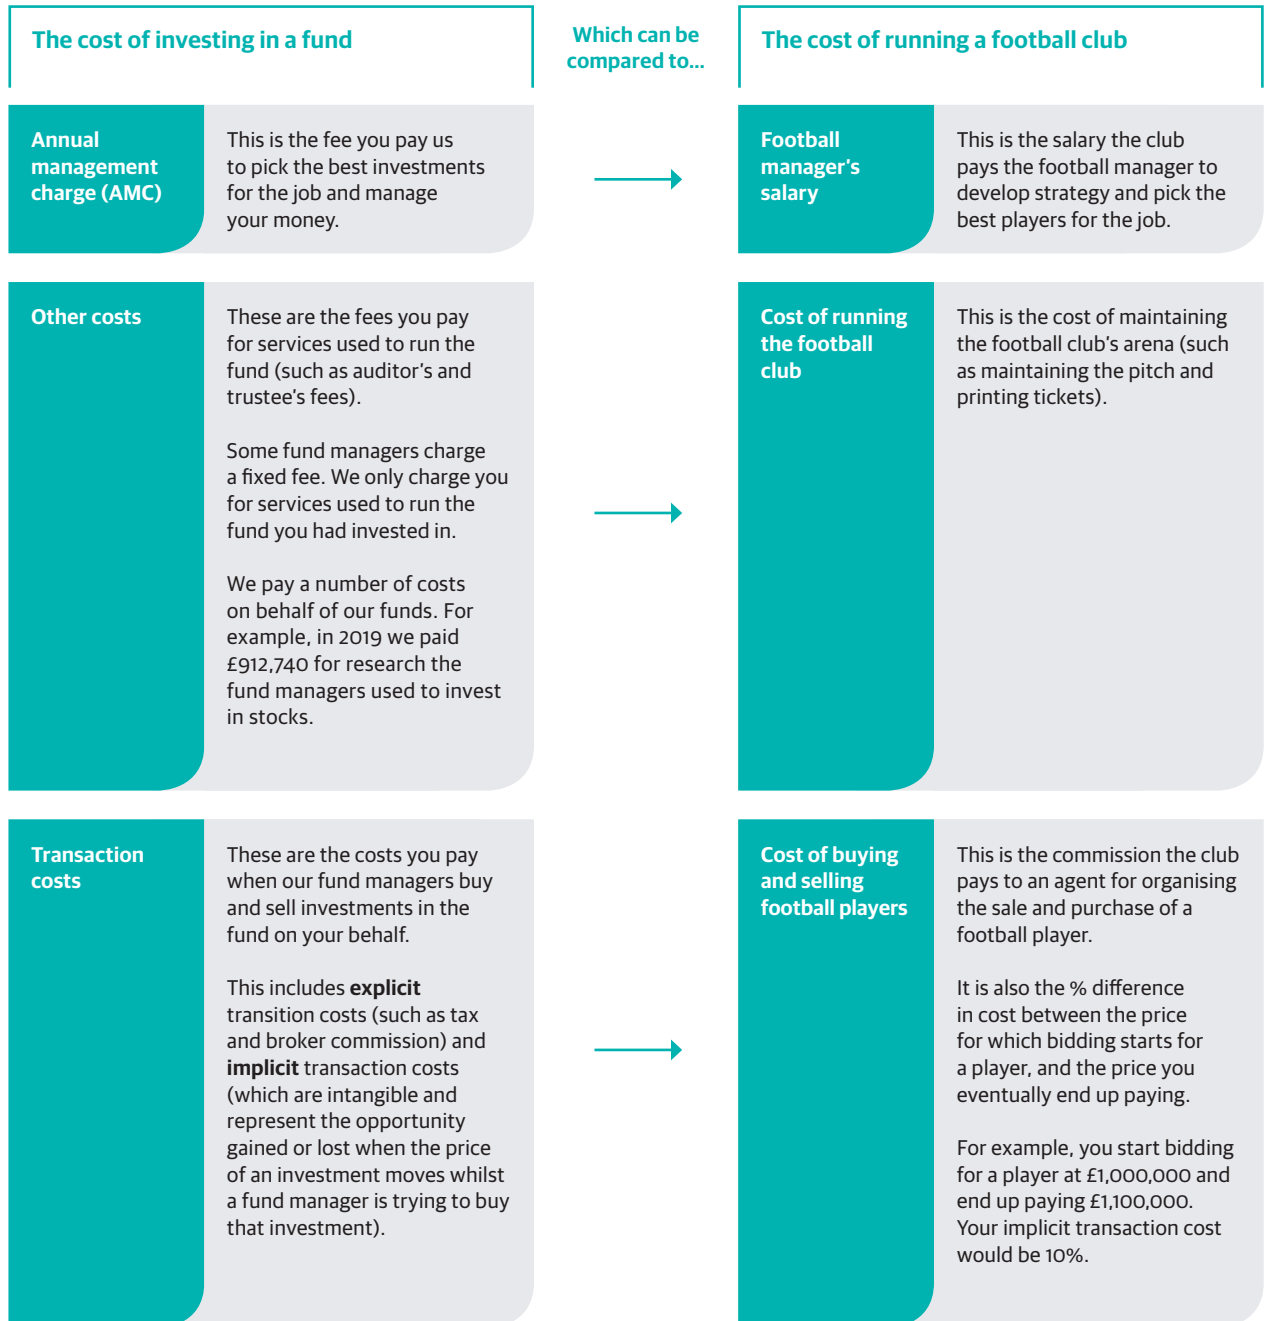 The cost of investing in a fund
Which can be
compared to...
The cost of running a football club
Annual
management
charge (AMC)
This is the fee you pay us
to pick the best investments
for the job and manage
your money.
Football
manager's
salary
This is the salary the club
pays the football manager to
develop strategy and pick the
best players for the job.
Other costs
These are the fees you pay
for services used to run the
fund (such as auditor's and
trustee's fees).
Some fund managers charge
a fixed fee. We only charge you
for services used to run the
fund you had invested in.
We pay a number of costs
on behalf of our funds. For
example, in 2019 we paid
£912,740 for research the
fund managers used to invest
in stocks.
Cost of running
the football
club
This is the cost of maintaining
the football club's arena (such
as maintaining the pitch and
printing tickets).
Transaction
costs
These are the costs you pay
when our fund managers buy
and sell investments in the
fund on your behalf.
This includes explicit
transition costs (such as tax
and broker commission) and
implicit transaction costs
(which are intangible and
represent the opportunity
gained or lost when the price
of an investment moves whilst
a fund manager is trying to buy
that investment).
Cost of buying
and selling
football players
This is the commission the club
pays to an agent for organising
the sale and purchase of a
football player.
It is also the % difference
in cost between the price
for which bidding starts for
a player, and the price you
eventually end up paying.
For example, you start bidding
for a player at £1,000,000 and
end up paying £1,100,000.
Your implicit transaction cost
would be 10%.